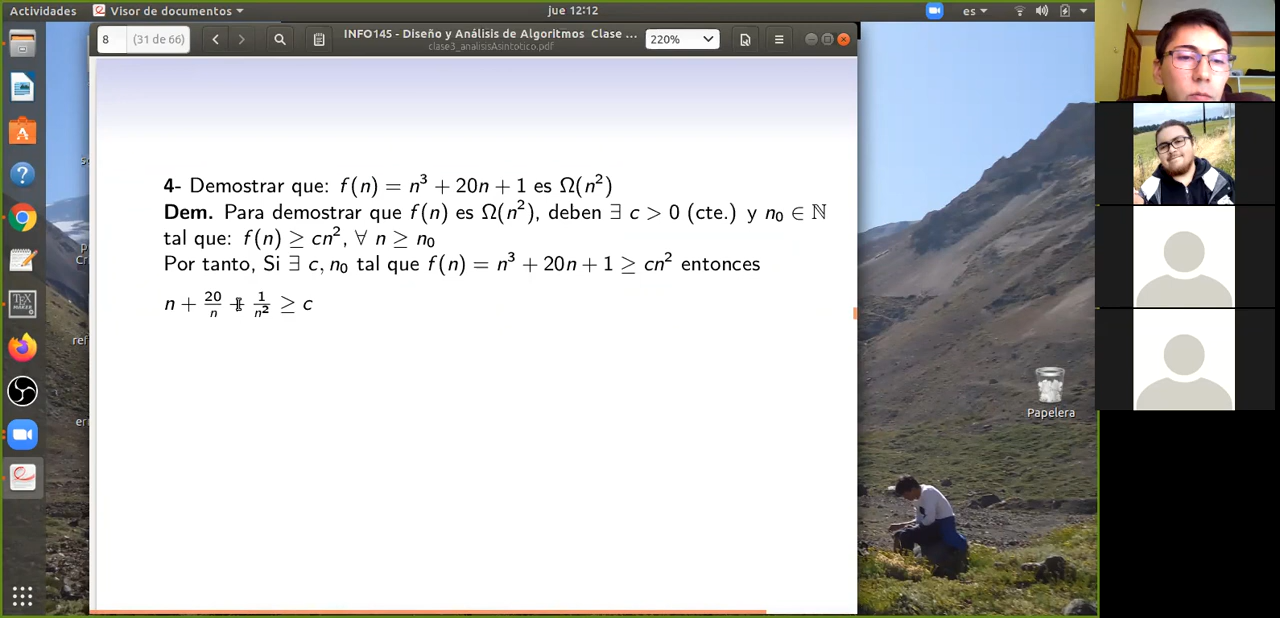 Actividades
Visor de documentos
jue 12:12
es
8
(31 de 66)
INFO145 - Diseño y Análisis de Algoritmos Clase ...
clase3_analisisAsintotico.pdf
220%
4- Demostrar que: f(n) = n³ + 20n + 1 es Ω(n²)
Dem. Para demostrar que f(n) es Ω(n²), deben ∃ c > 0 (cte.) y n₀ ∈ ℕ
tal que: f(n) ≥ cn², ∀ n ≥ n₀
Por tanto, Si ∃ c, n₀ tal que f(n) = n³ + 20n + 1 ≥ cn² entonces
n + 20/n + 1/n² ≥ c
Papelera